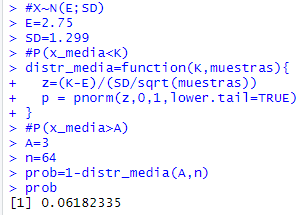 > #X~N(E;SD)
> E=2.75
> SD=1.299
> #P(x_media<K)
> distr_media=function(K,muestras){
+   z=(K-E)/(SD/sqrt(muestras))
+   p = pnorm(z,0,1,lower.tail=TRUE)
+ }
> #P(x_media>A)
> A=3
> n=64
> prob=1-distr_media(A,n)
> prob
[1] 0.06182335